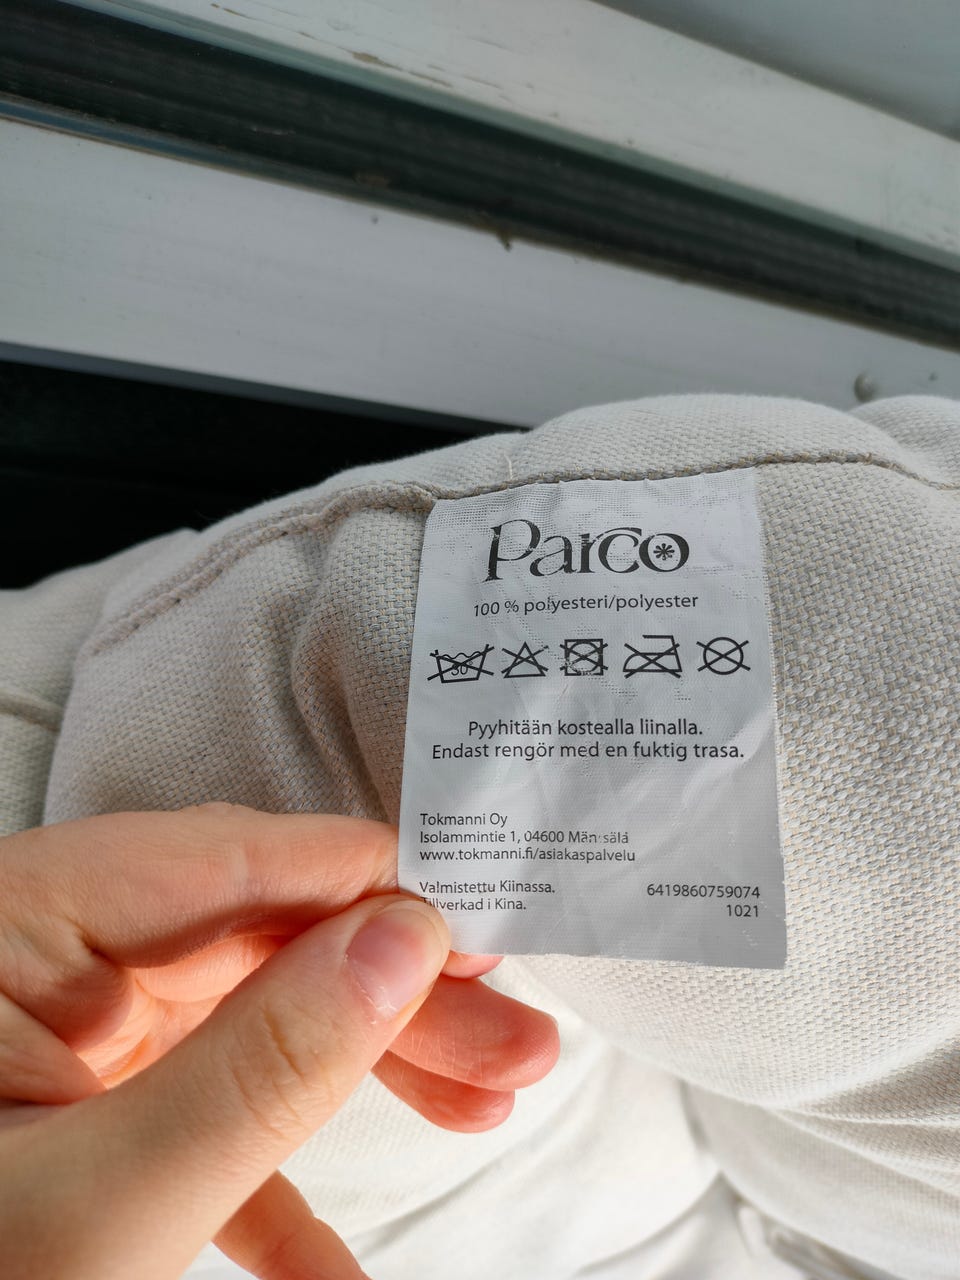 Parco
100 % polyesteri/polyester
30
Pyyhitään kostealla liinalla.
Endast rengör med en fuktig trasa.
Tokmanni Oy
Isolammintie 1, 04600 Mäntsälä
www.tokmanni.fi/asiakaspalvelu
Valmistettu Kiinassa.
Tillverkad i Kina.
6419860759074
1021